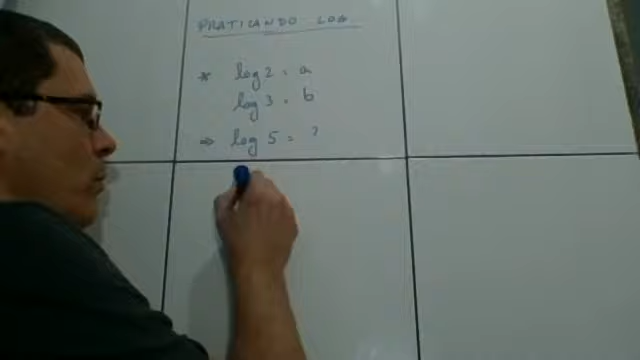 PRATICANDO LOG
* log 2 = a
log 3 = b
⇒ log 5 = ?